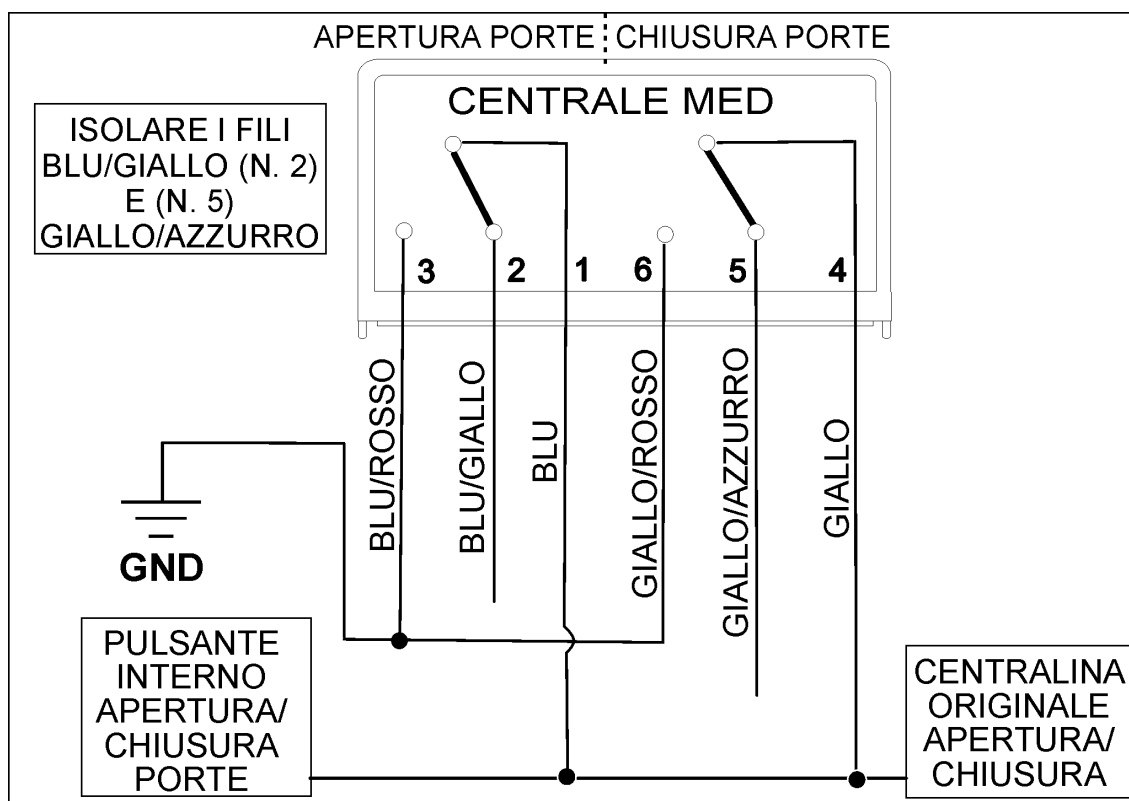 APERTURA PORTE
CHIUSURA PORTE
CENTRALE MED
ISOLARE I FILI
BLU/GIALLO (N. 2)
E (N. 5)
GIALLO/AZZURRO
3
2
1
6
5
4
BLU/ROSSO
BLU/GIALLO
BLU
GIALLO/ROSSO
GIALLO/AZZURRO
GIALLO
GND
PULSANTE
INTERNO
APERTURA/
CHIUSURA
PORTE
CENTRALINA
ORIGINALE
APERTURA/
CHIUSURA